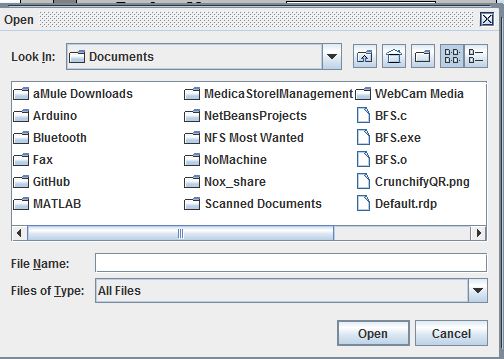 Open
Look In: Documents
aMule Downloads MedicaStorelManagement WebCam Media
Arduino NetBeansProjects BFS.c
Bluetooth NFS Most Wanted BFS.exe
Fax NoMachine BFS.o
GitHub Nox_share CrunchifyQR.png
MATLAB Scanned Documents Default.rdp
File Name:
Files of Type: All Files
Open Cancel